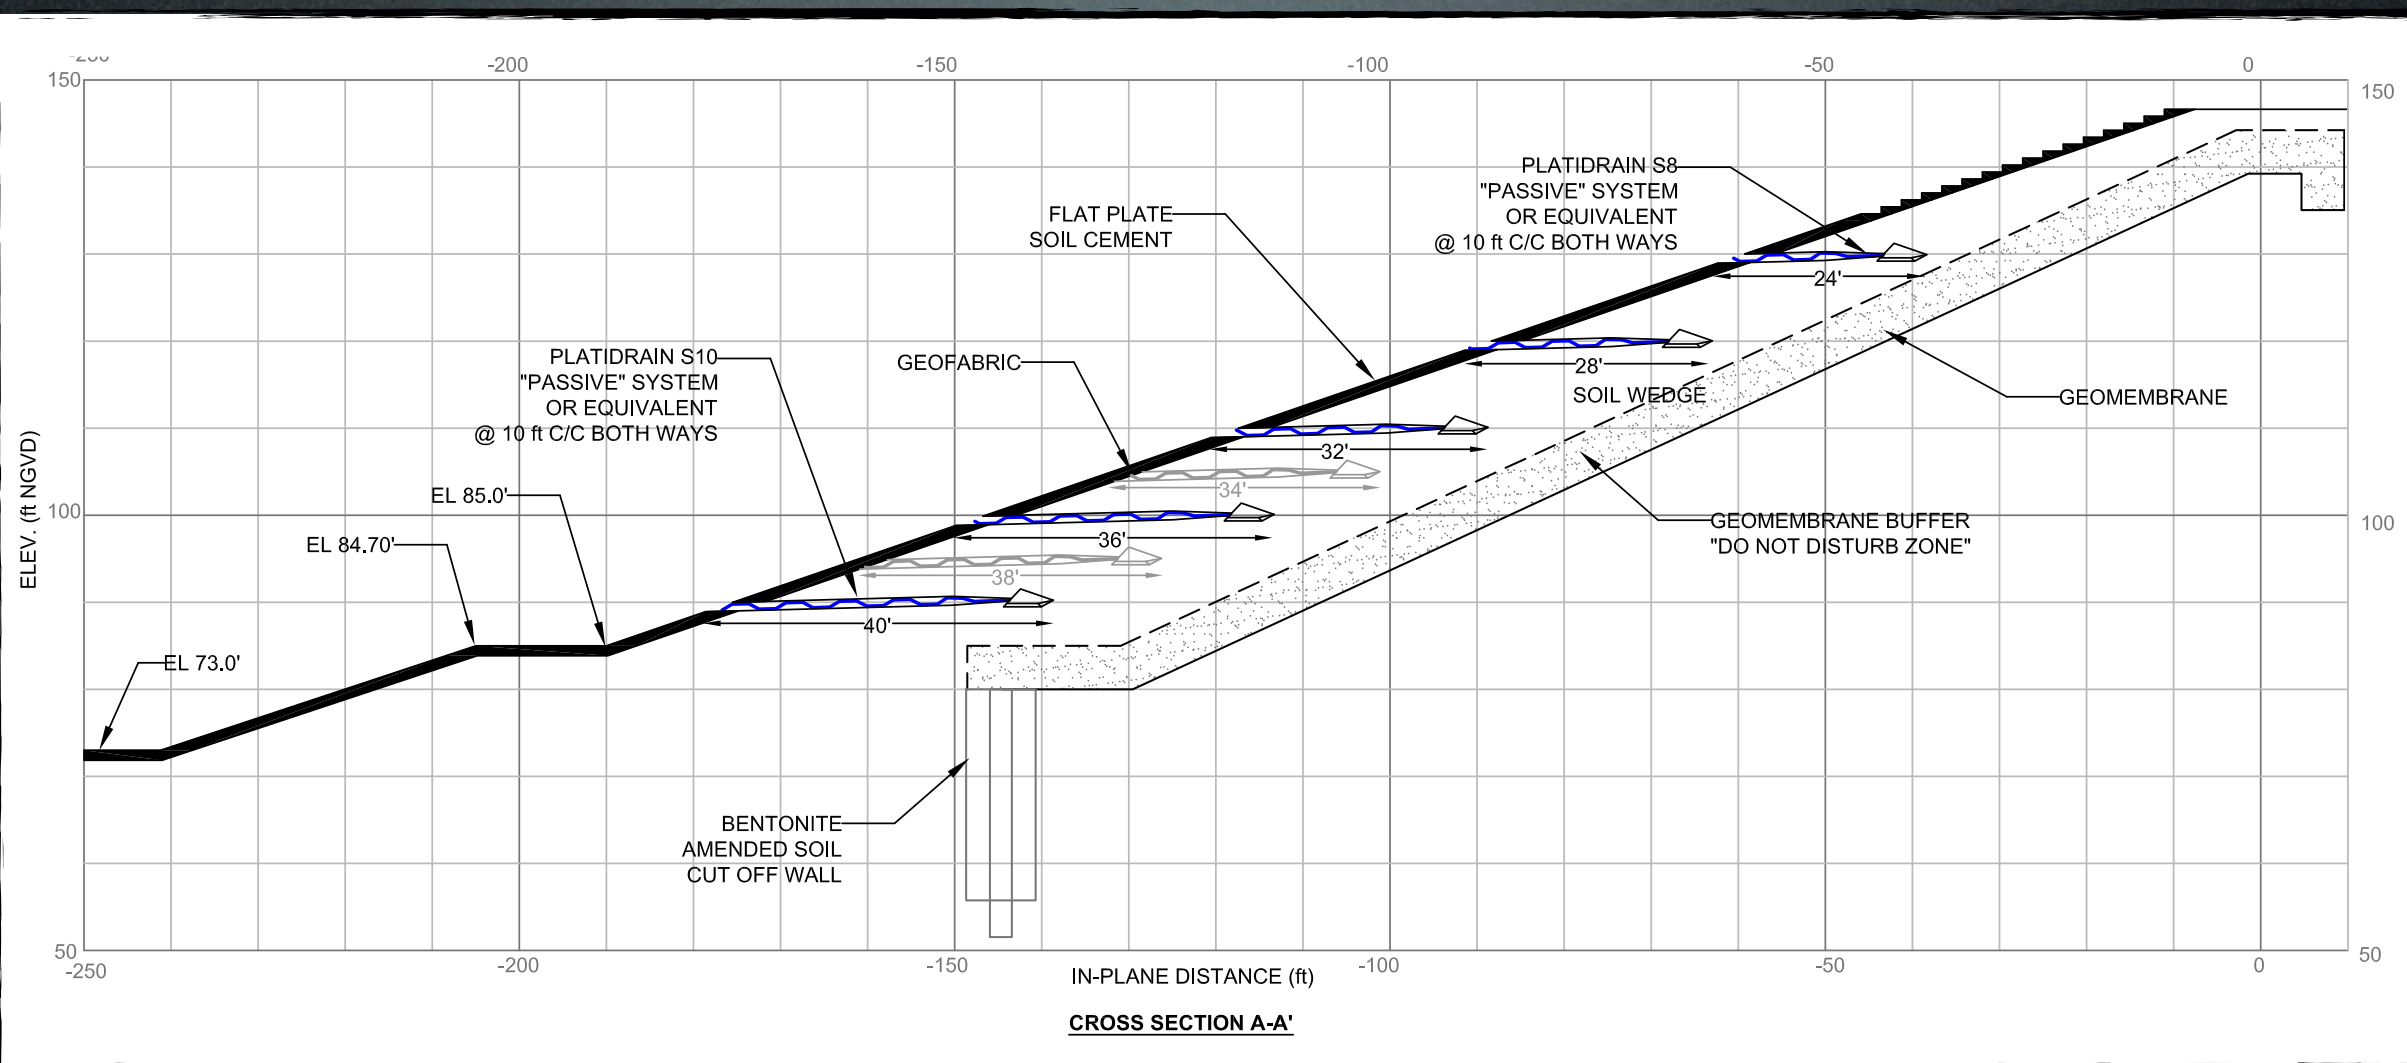 -250
-200
-150
-100
-50
0
150
150
PLATIDRAIN S8
"PASSIVE" SYSTEM
OR EQUIVALENT
@ 10 ft C/C BOTH WAYS
FLAT PLATE
SOIL CEMENT
24'
PLATIDRAIN S10
"PASSIVE" SYSTEM
OR EQUIVALENT
@ 10 ft C/C BOTH WAYS
GEOFABRIC
28'
SOIL WEDGE
GEOMEMBRANE
32'
34'
EL 85.0'
100
100
GEOMEMBRANE BUFFER
"DO NOT DISTURB ZONE"
36'
EL 84.70'
38'
ELEV. (ft NGVD)
40'
EL 73.0'
BENTONITE
AMENDED SOIL
CUT OFF WALL
50
50
-250
-200
-150
-100
-50
0
IN-PLANE DISTANCE (ft)
CROSS SECTION A-A'